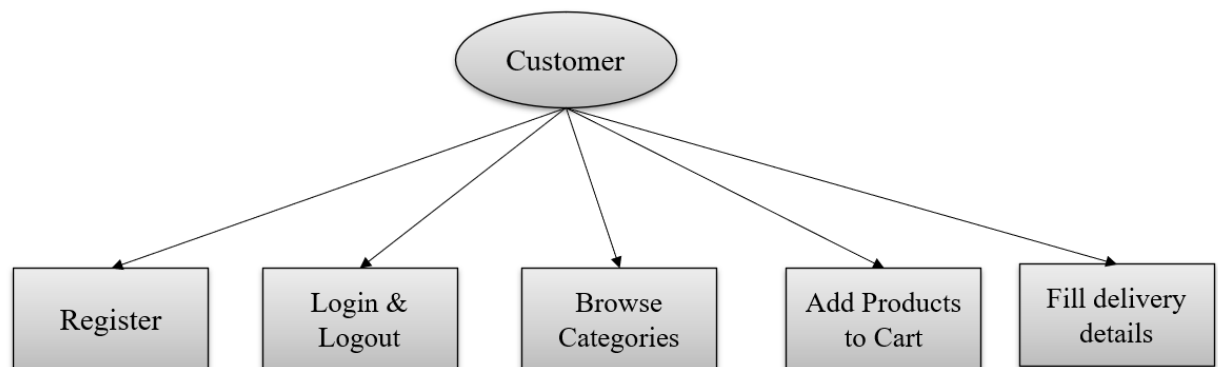 Customer
Register
Login &
Logout
Browse
Categories
Add Products
to Cart
Fill delivery
details